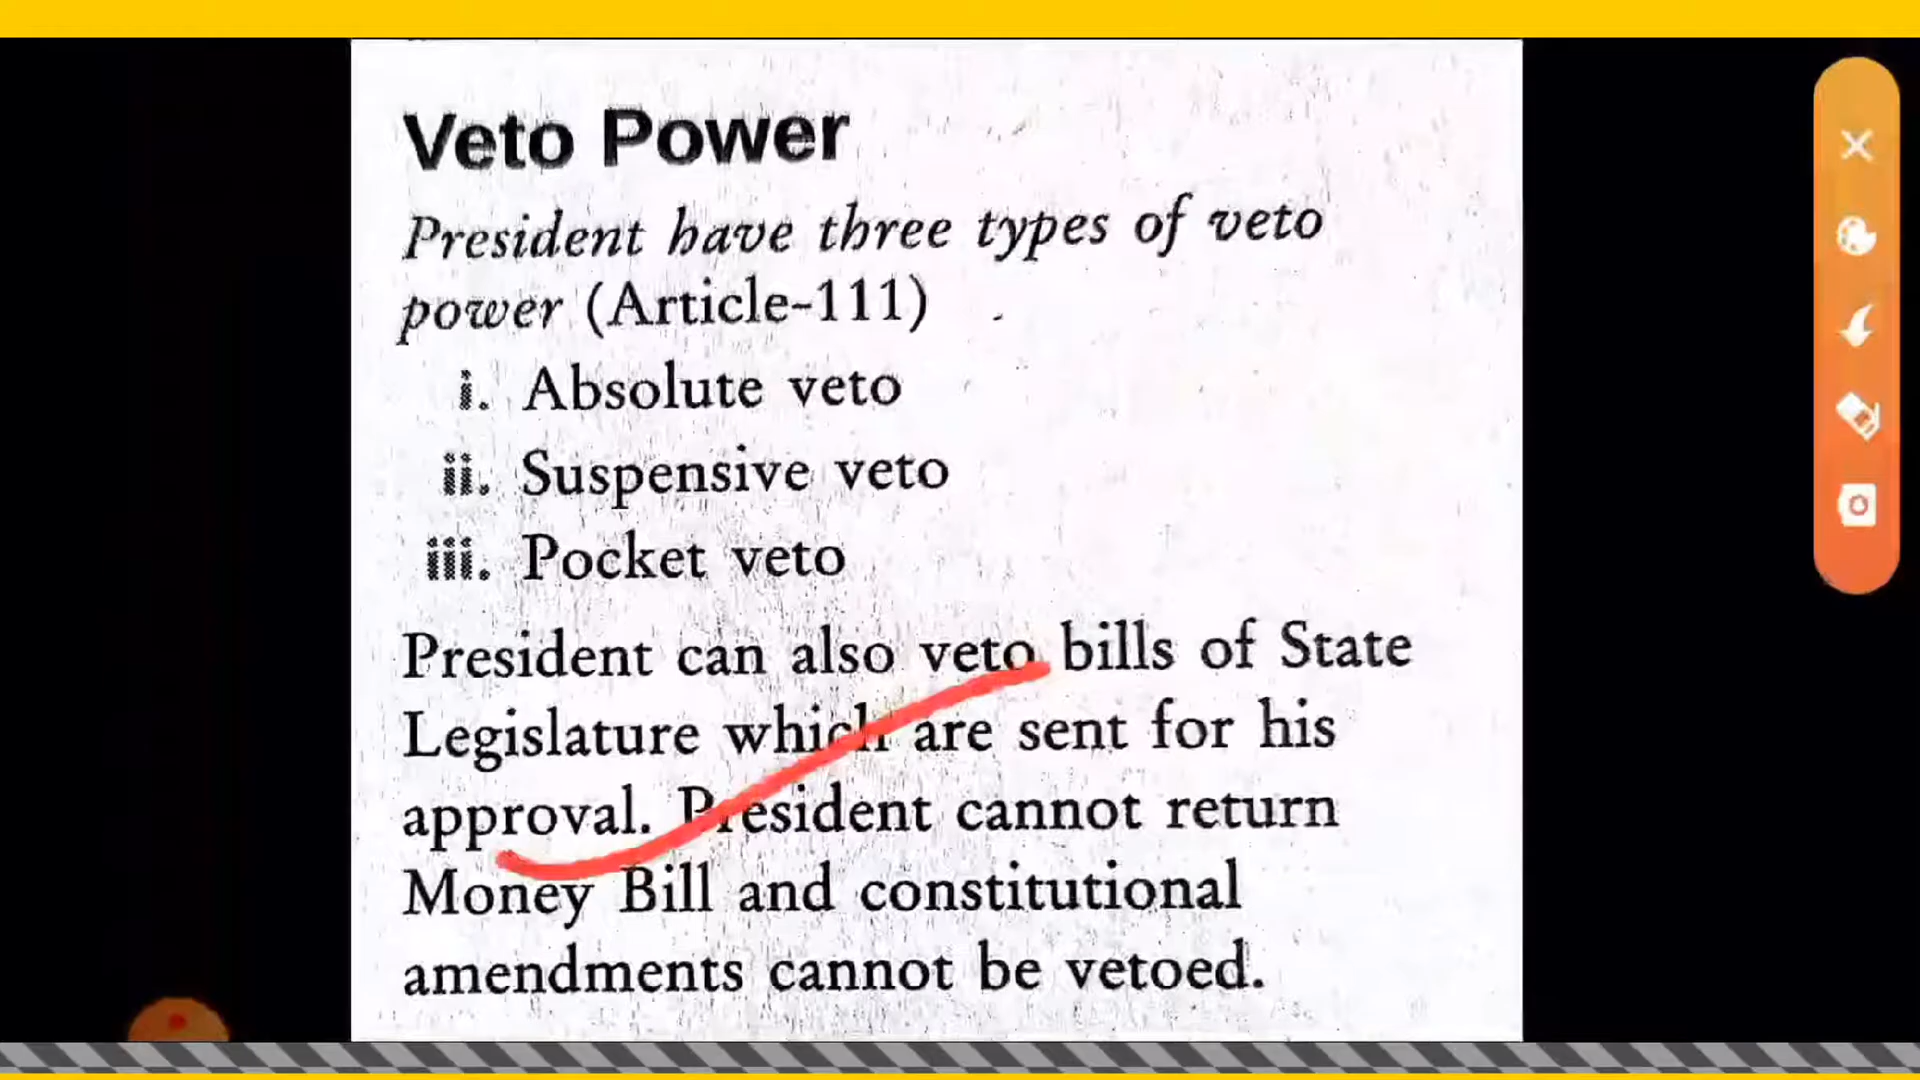 Veto Power
President have three types of veto
power (Article-111)
i. Absolute veto
ii. Suspensive veto
iii. Pocket veto
President can also veto bills of State
Legislature which are sent for his
approval. President cannot return
Money Bill and constitutional
amendments cannot be vetoed.